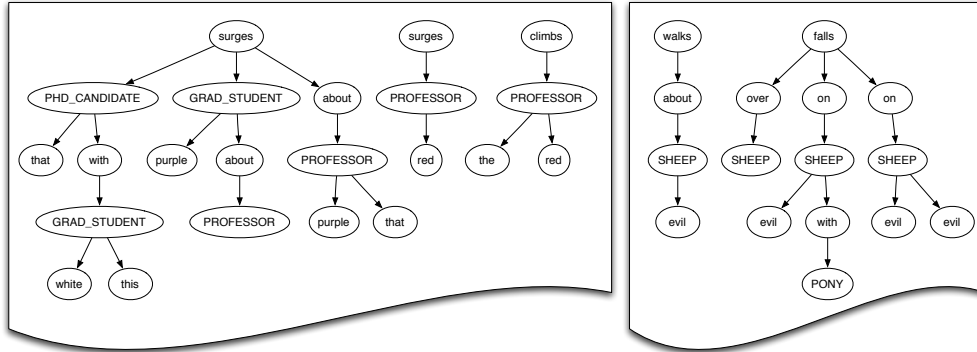 surges surges climbs walks falls
PHD_CANDIDATE GRAD_STUDENT about PROFESSOR PROFESSOR about over on on
that with purple about PROFESSOR red the red SHEEP SHEEP SHEEP SHEEP
GRAD_STUDENT PROFESSOR purple that evil evil with evil evil
white this PONY